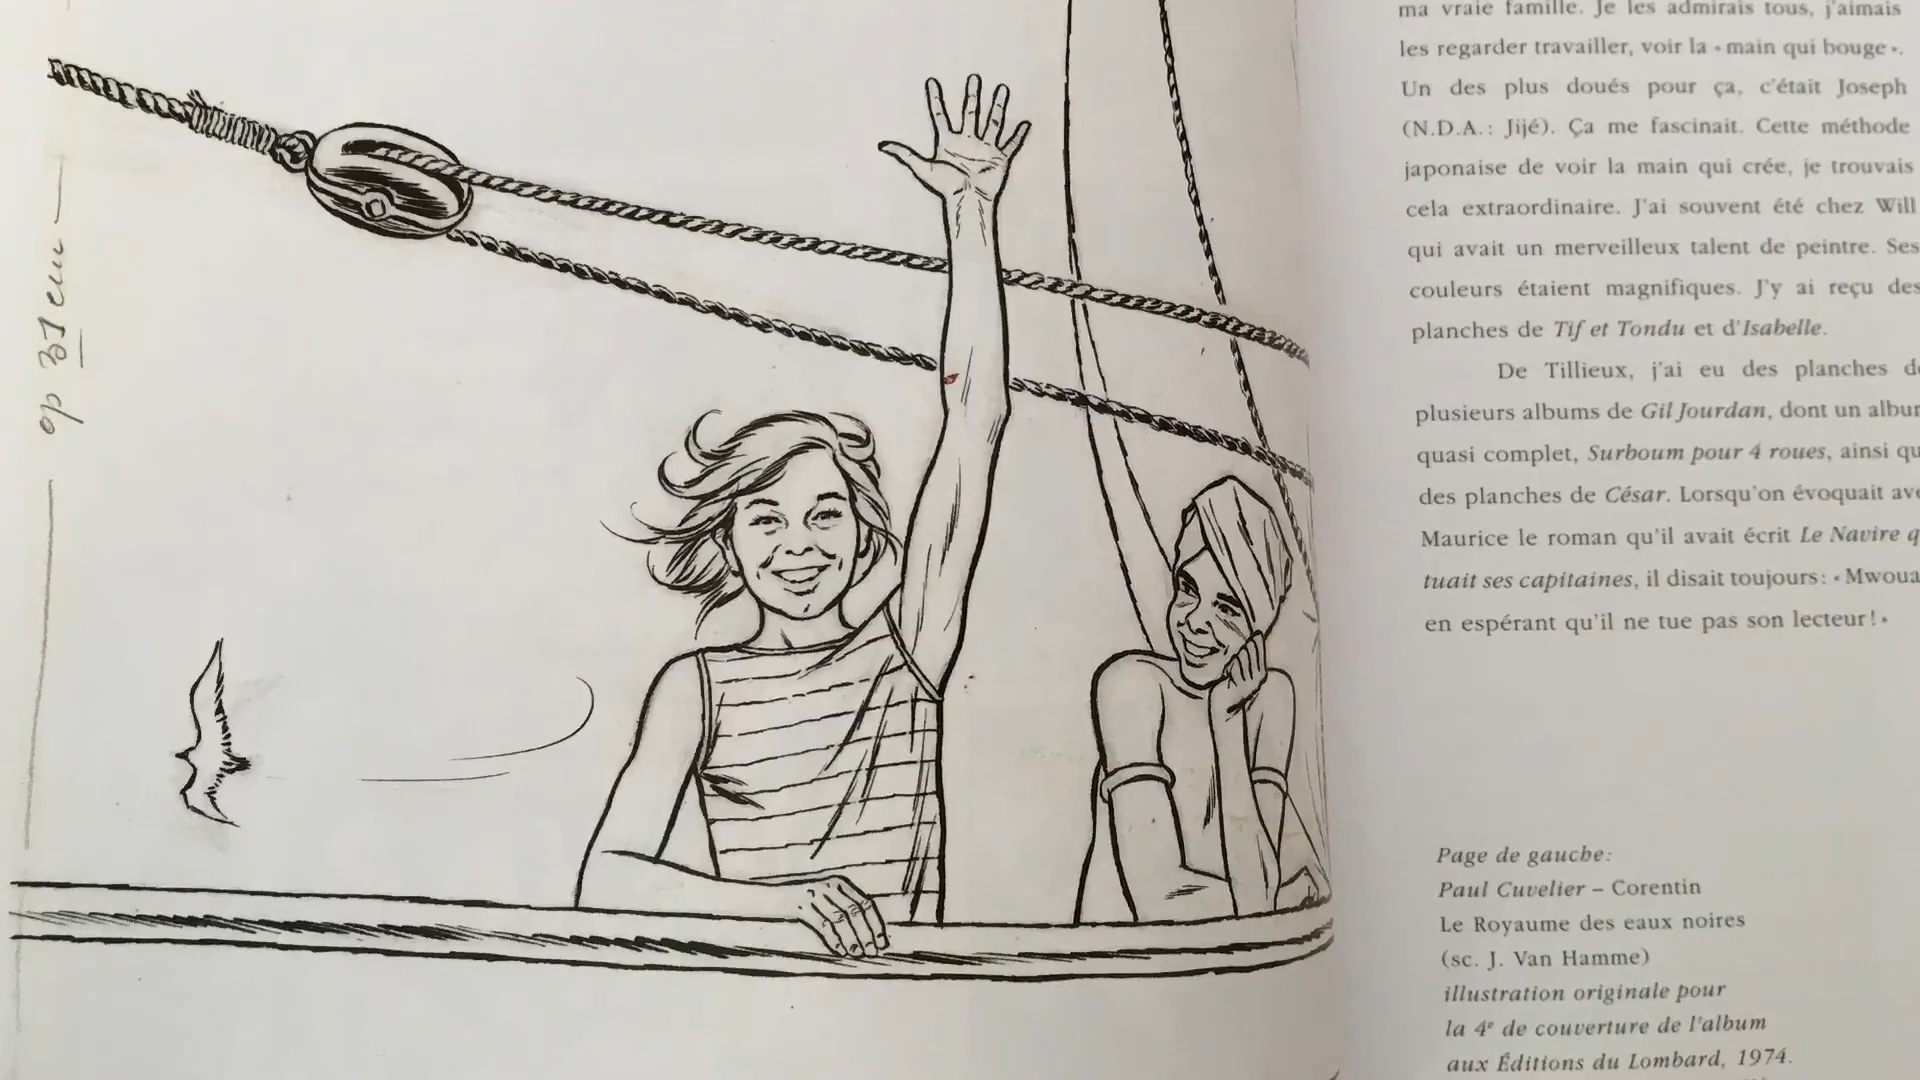 op 31 cm
ma vraie famille. Je les admirais tous, j'aimais
les regarder travailler, voir la « main qui bouge ».
Un des plus doués pour ça, c'était Joseph
(N.D.A. : Jijé). Ça me fascinait. Cette méthode
japonaise de voir la main qui crée, je trouvais
cela extraordinaire. J'ai souvent été chez Will
qui avait un merveilleux talent de peintre. Ses
couleurs étaient magnifiques. J'y ai reçu des
planches de Tif et Tondu et d'Isabelle.
De Tillieux, j'ai eu des planches
plusieurs albums de Gil Jourdan, dont un
quasi complet, Surboum pour 4 roues, ainsi
des planches de César. Lorsqu'on évoquait
Maurice le roman qu'il avait écrit Le Navire
tuait ses capitaines, il disait toujours : « Mwoua
en espérant qu'il ne tue pas son lecteur ! »
Page de gauche :
Paul Cuvelier – Corentin
Le Royaume des eaux noires
(sc. J. Van Hamme)
illustration originale pour
la 4e de couverture de l'album
aux Éditions du Lombard, 1974.